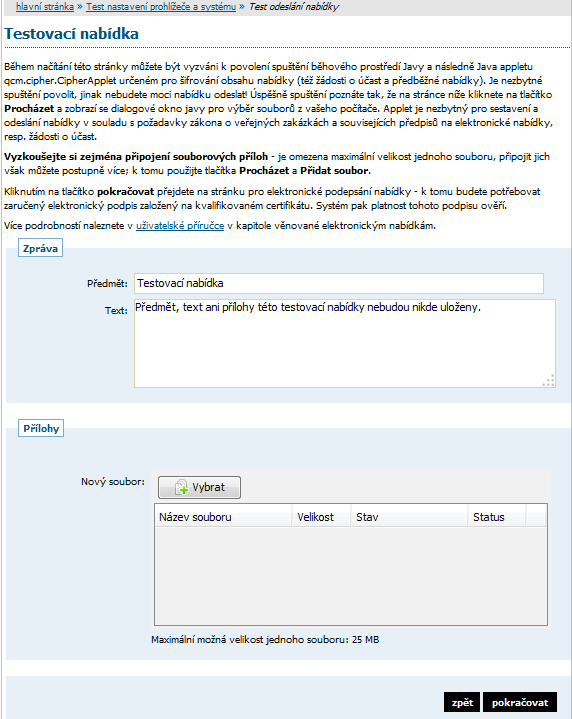 hlavní stránka » Test nastavení prohlížeče a systému » Test odeslání nabídky
Testovací nabídka
Během načítání této stránky můžete být vyzváni k povolení spuštění běhového prostředí Javy a následně Java appletu
qcm.cipher.CipherApplet určeném pro šifrování obsahu nabídky (též žádosti o účast a předběžné nabídky). Je nezbytné
spuštění povolit, jinak nebudete moci nabídku odeslat! Úspěšně spuštění poznáte tak, že na stránce níže kliknete na tlačítko
Procházet a zobrazí se dialogové okno javy pro výběr souborů z vašeho počítače. Applet je nezbytný pro sestavení a
odeslání nabídky v souladu s požadavky zákona o veřejných zakázkách a souvisejících předpisů na elektronické nabídky,
resp. žádosti o účast.
Vyzkoušejte si zejména připojení souborových příloh - je omezena maximální velikost jednoho souboru, připojit jich
však můžete postupně více; k tomu použijte tlačítka Procházet a Přidat soubor.
Kliknutím na tlačítko pokračovat přejdete na stránku pro elektronické podepsání nabídky - k tomu budete potřebovat
zaručený elektronický podpis založený na kvalifikovaném certifikátu. Systém pak platnost tohoto podpisu ověří.
Více podrobností naleznete v uživatelské příručce v kapitole věnované elektronickým nabídkám.
Zpráva
Předmět: Testovací nabídka
Text: Předmět, text ani přílohy této testovací nabídky nebudou nikde uloženy.
Přílohy
Nový soubor: Vybrat
Název souboru Velikost Stav Status
Maximální možná velikost jednoho souboru: 25 MB
zpět pokračovat